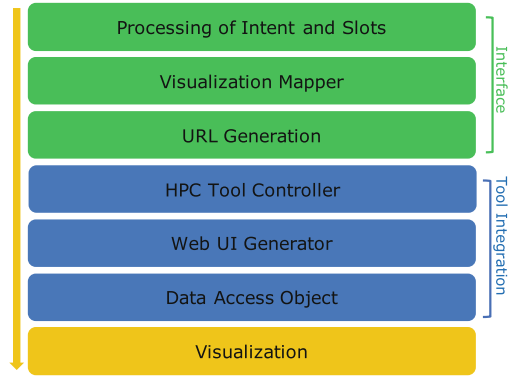 Processing of Intent and Slots
Visualization Mapper
URL Generation
Interface
HPC Tool Controller
Web UI Generator
Data Access Object
Tool Integration
Visualization